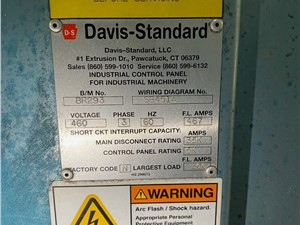 BEFORE SERVICING
D-S Davis-Standard®
Davis-Standard, LLC
#1 Extrusion Dr., Pawcatuck, CT 06379
Sales (860) 599-1010 Service (860) 599-6132
INDUSTRIAL CONTROL PANEL
FOR INDUSTRIAL MACHINERY
B/M No. WIRING DIAGRAM No.
BR293
VOLTAGE PHASE HZ F.L. AMPS
460 3 60 467
SHORT CKT INTERRUPT CAPACITY: AMPS
MAIN DISCONNECT RATING
CONTROL PANEL RATING
FACTORY CODE N LARGEST LOAD F.L. AMPS
WARNING
Arc Flash / Shock hazard.
Appropriate Personal
Protective Equipment